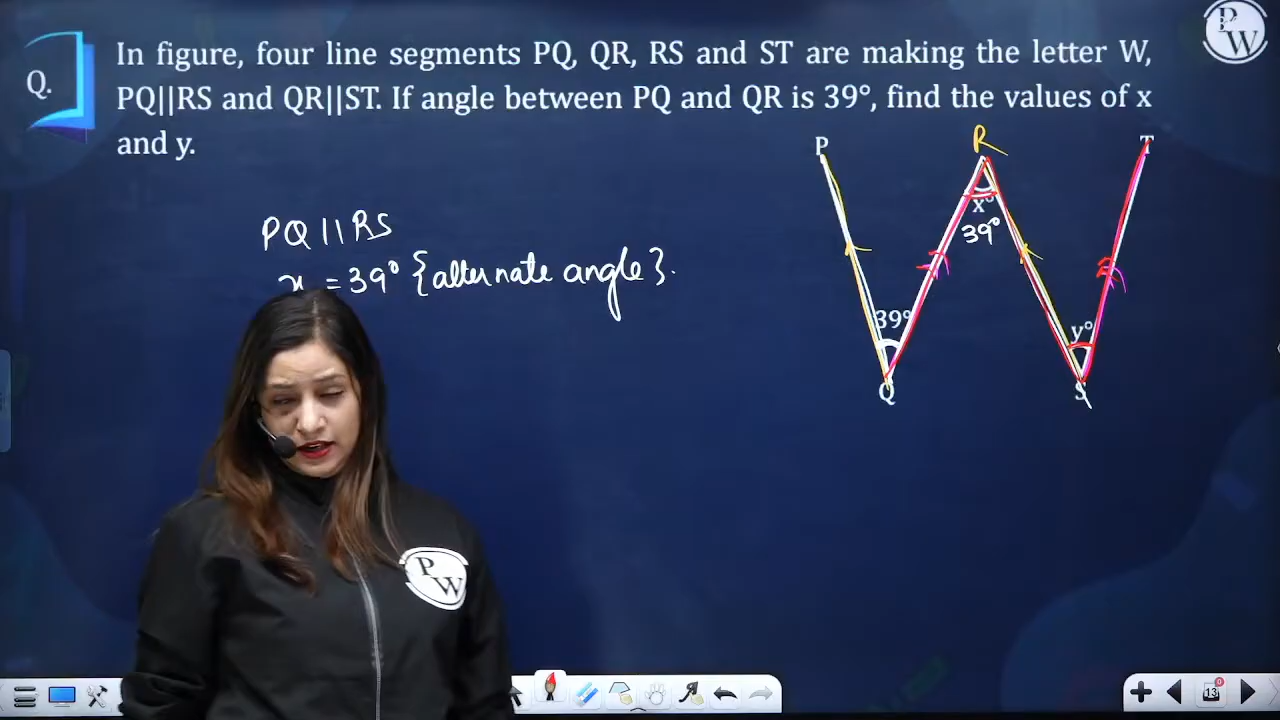 Q.
In figure, four line segments PQ, QR, RS and ST are making the letter W,
PQ||RS and QR||ST. If angle between PQ and QR is 39°, find the values of x
and y.
P W
P
R
T
x°
39°
39°
y°
Q
S
PQ || RS
x = 39° {alternate angle}.
P W
13
0